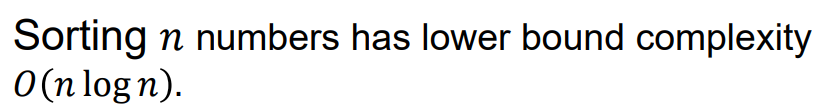 Sorting n numbers has lower bound complexity
O(n log n).